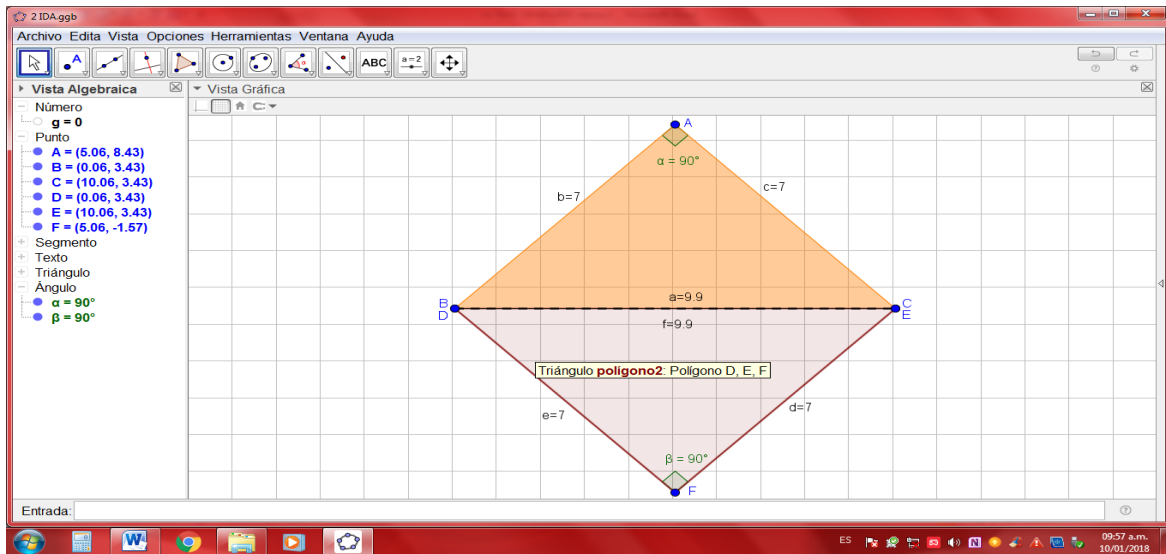 2 IDA.ggb
Archivo Edita Vista Opciones Herramientas Ventana Ayuda
A
ABC
a=2
Vista Algebraica
Vista Gráfica
Número
g = 0
Punto
A = (5.06, 8.43)
B = (0.06, 3.43)
C = (10.06, 3.43)
D = (0.06, 3.43)
E = (10.06, 3.43)
F = (5.06, -1.57)
Segmento
Texto
Triángulo
Ángulo
α = 90°
β = 90°
A
α = 90°
b=7
c=7
a=9.9
B
C
D
E
f=9.9
Triángulo polígono2: Polígono D, E, F
e=7
d=7
β = 90°
F
Entrada:
ES
09:57 a.m.
10/01/2018